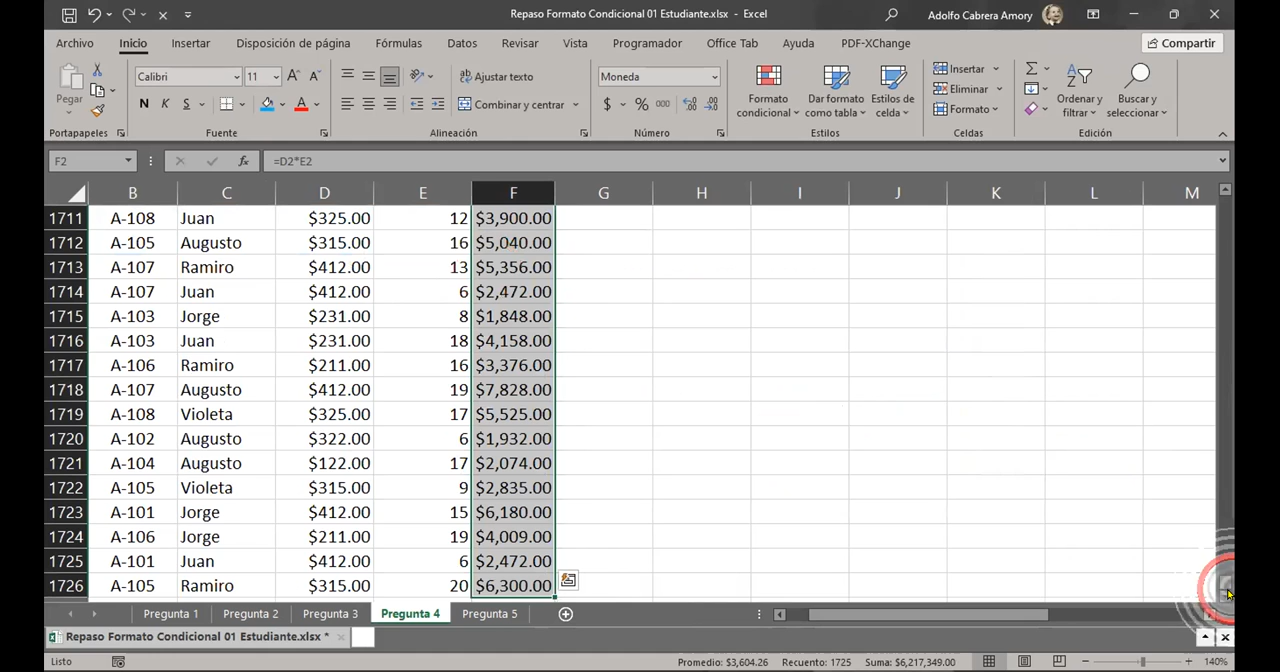 Repaso Formato Condicional 01 Estudiante.xlsx - Excel
Adolfo Cabrera Amory
Archivo Inicio Insertar Disposición de página Fórmulas Datos Revisar Vista Programador Office Tab Ayuda PDF-XChange Compartir
Pegar
Calibri 11
N K S
Ajustar texto
Combinar y centrar
Moneda
$ % 000
Formato condicional
Dar formato como tabla
Estilos de celda
Insertar
Eliminar
Formato
Ordenar y filtrar
Buscar y seleccionar
Portapapeles Fuente Alineación Número Estilos Celdas Edición
F2 fx =D2*E2
B C D E F G H I J K L M
1711 A-108 Juan $325.00 12 $3,900.00
1712 A-105 Augusto $315.00 16 $5,040.00
1713 A-107 Ramiro $412.00 13 $5,356.00
1714 A-107 Juan $412.00 6 $2,472.00
1715 A-103 Jorge $231.00 8 $1,848.00
1716 A-103 Juan $231.00 18 $4,158.00
1717 A-106 Ramiro $211.00 16 $3,376.00
1718 A-107 Augusto $412.00 19 $7,828.00
1719 A-108 Violeta $325.00 17 $5,525.00
1720 A-102 Augusto $322.00 6 $1,932.00
1721 A-104 Augusto $122.00 17 $2,074.00
1722 A-105 Violeta $315.00 9 $2,835.00
1723 A-101 Jorge $412.00 15 $6,180.00
1724 A-106 Jorge $211.00 19 $4,009.00
1725 A-101 Juan $412.00 6 $2,472.00
1726 A-105 Ramiro $315.00 20 $6,300.00
Pregunta 1 Pregunta 2 Pregunta 3 Pregunta 4 Pregunta 5
Repaso Formato Condicional 01 Estudiante.xlsx *
Listo Promedio: $3,604.26 Recuento: 1725 Suma: $6,217,349.00 140%